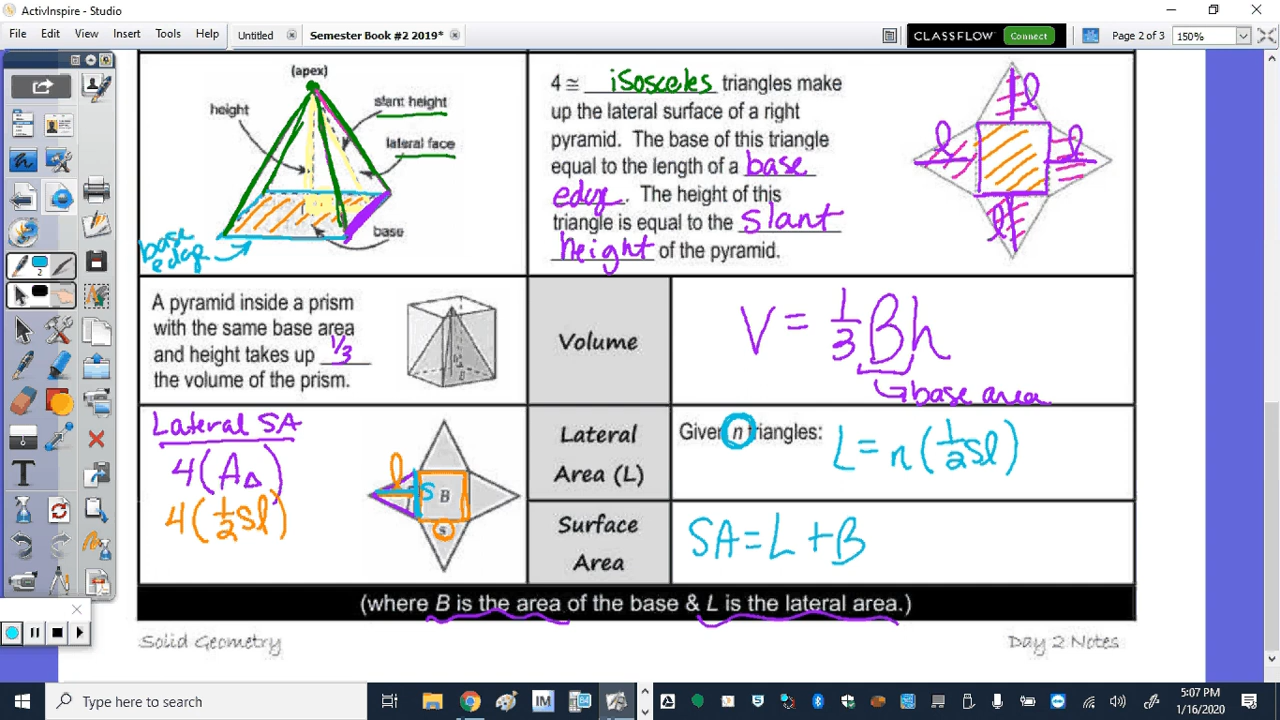 ActivInspire - Studio
File Edit View Insert Tools Help
Untitled
Semester Book #2 2019*
CLASSFLOW Connect
Page 2 of 3
150%
(apex)
height
slant height
lateral face
base
base
edge
4 ≅ isosceles triangles make
up the lateral surface of a right
pyramid. The base of this triangle
equal to the length of a base
edge. The height of this
triangle is equal to the slant
height of the pyramid.
l
l
l
l
A pyramid inside a prism
with the same base area
and height takes up 1/3
the volume of the prism.
Volume
V = 1/3 Bh
base area
Lateral SA
4(A△)
4(1/2 sl)
l
s
B
s
Lateral
Area (L)
Given n triangles:
L = n(1/2 sl)
Surface
Area
SA = L + B
(where B is the area of the base & L is the lateral area.)
Solid Geometry
Day 2 Notes
Type here to search
IM
5:07 PM
1/16/2020